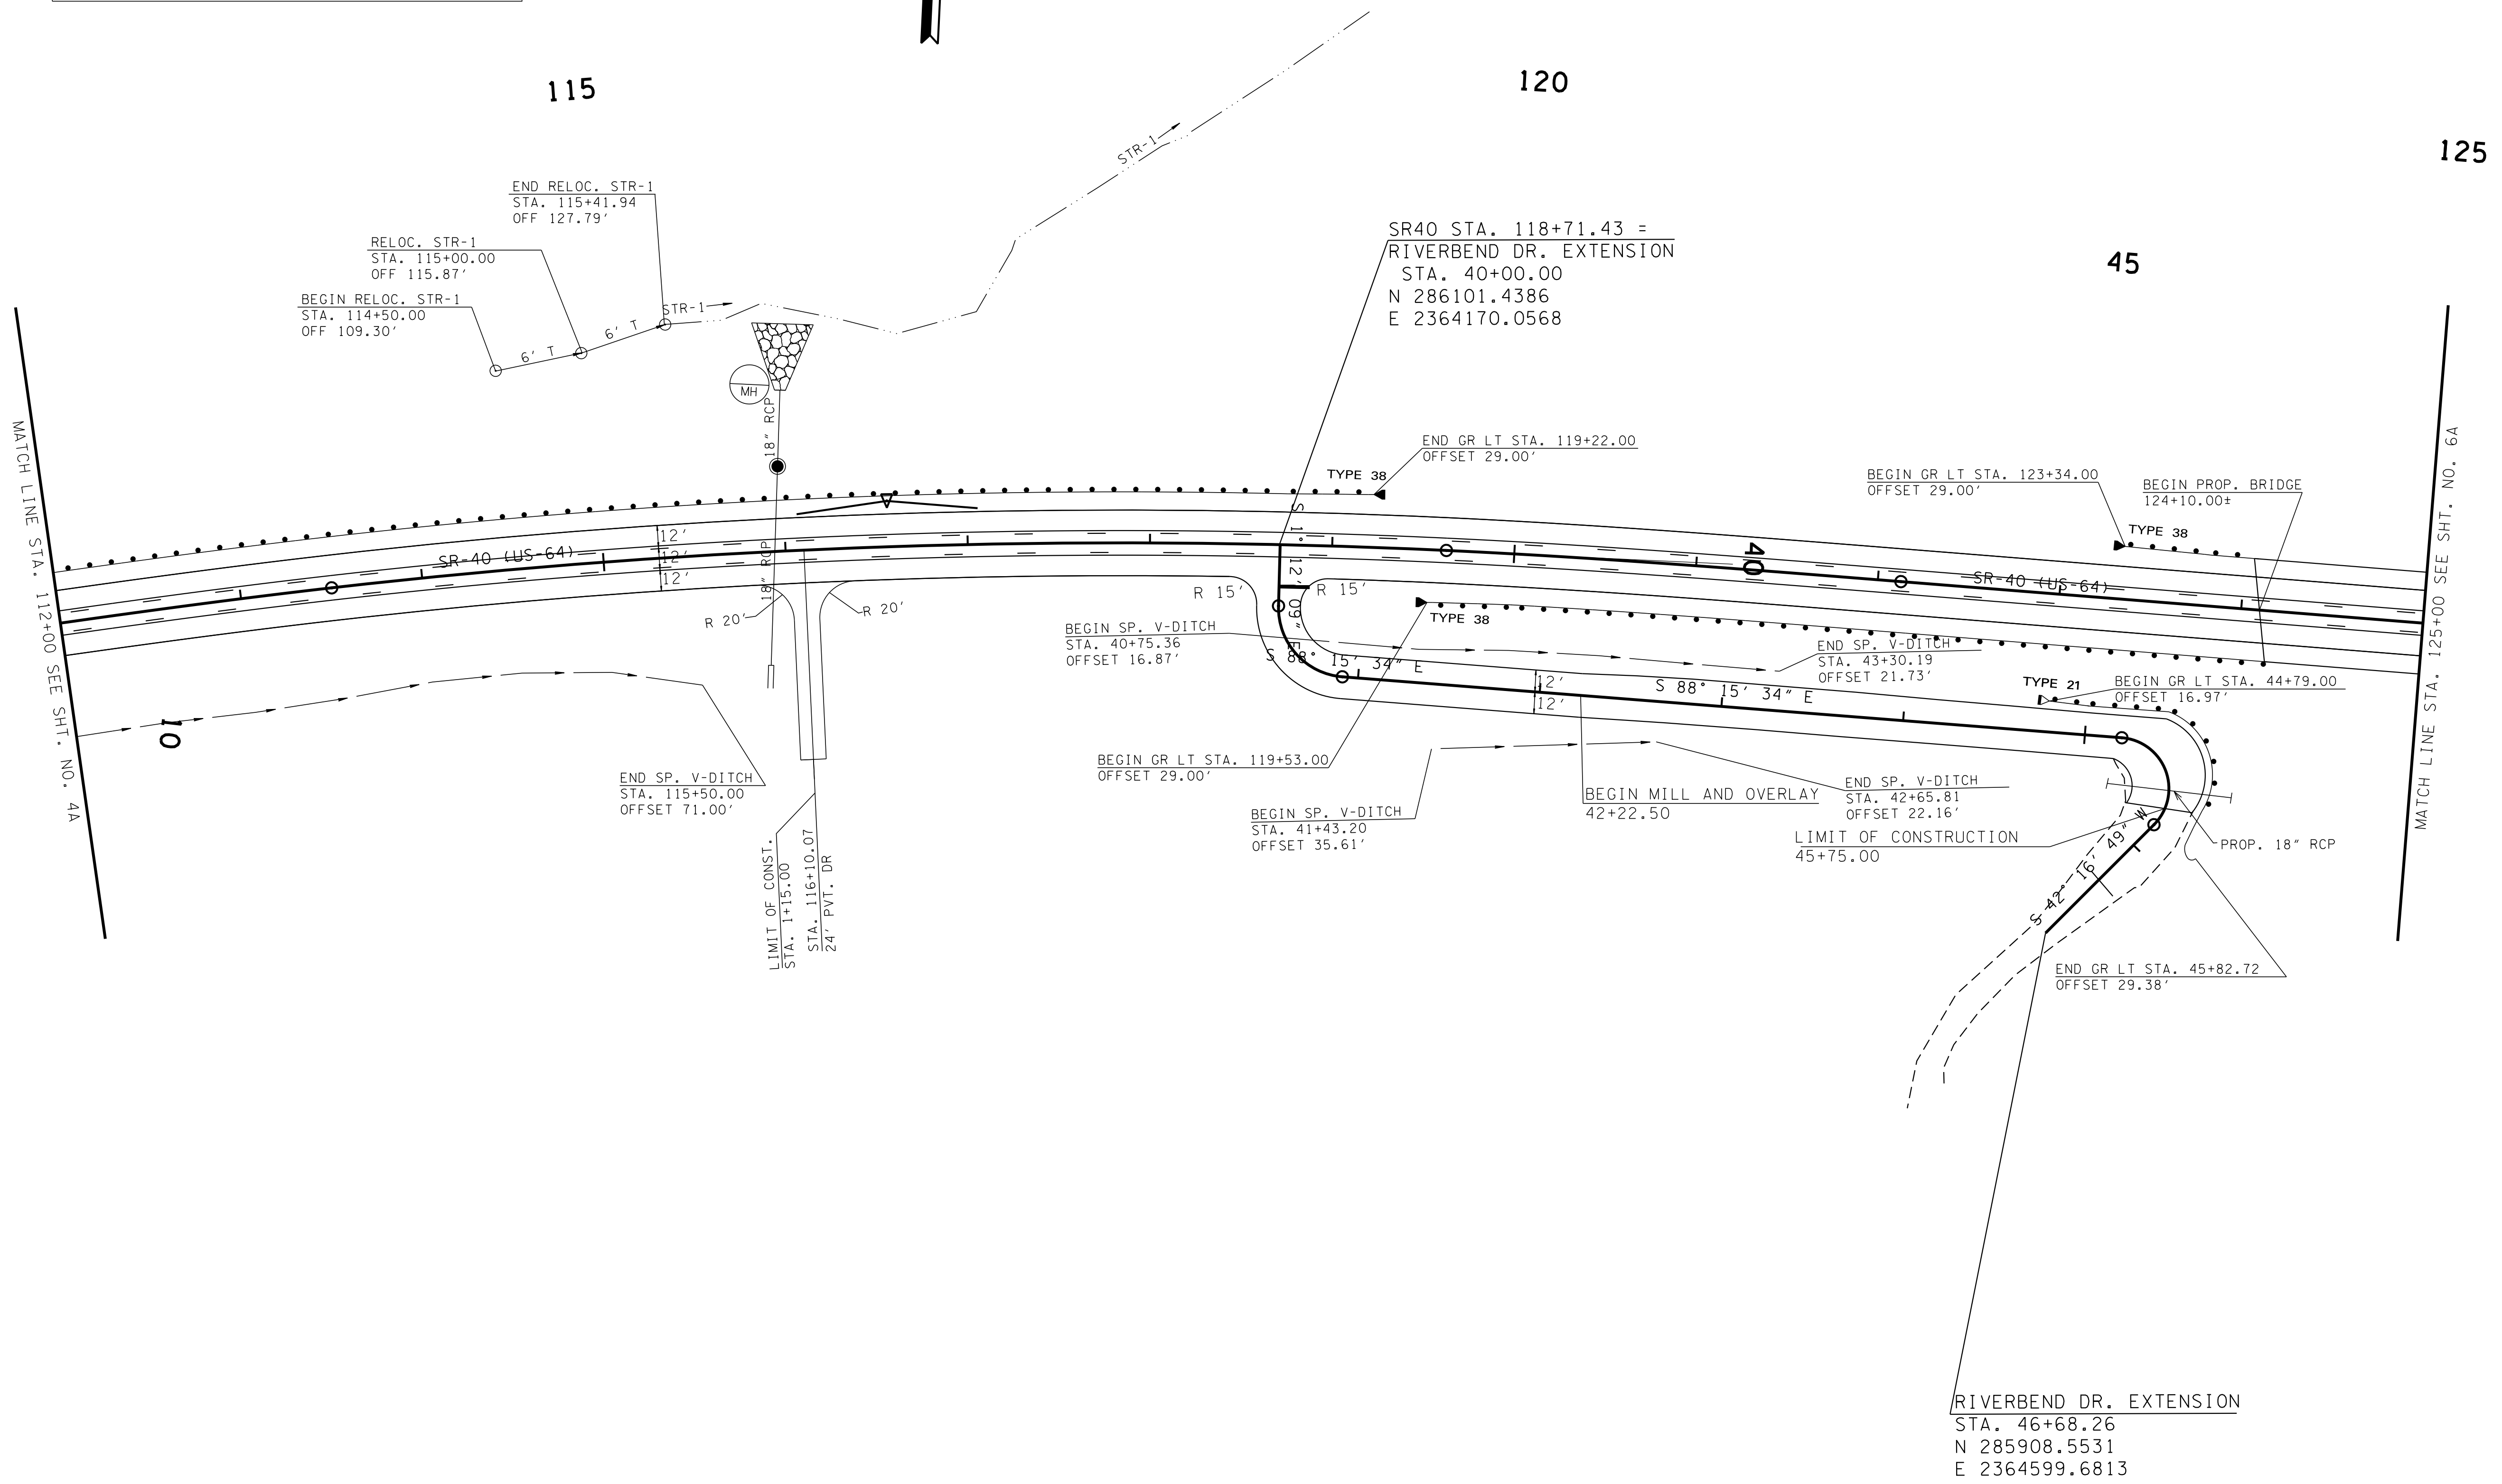 115
120
125
45
END RELOC. STR-1
STA. 115+41.94
OFF 127.79'
RELOC. STR-1
STA. 115+00.00
OFF 115.87'
BEGIN RELOC. STR-1
STA. 114+50.00
OFF 109.30'
STR-1
STR-1
6' T
6' T
SR40 STA. 118+71.43 =
RIVERBEND DR. EXTENSION
STA. 40+00.00
N 286101.4386
E 2364170.0568
MH
18" RCP
18" RCP
MATCH LINE STA. 112+00 SEE SHT. NO. 4A
MATCH LINE STA. 125+00 SEE SHT. NO. 6A
END GR LT STA. 119+22.00
OFFSET 29.00'
TYPE 38
BEGIN GR LT STA. 123+34.00
OFFSET 29.00'
BEGIN PROP. BRIDGE
124+10.00±
TYPE 38
SR-40 (US-64)
12'
12'
12'
40
SR-40 (US-64)
S 1° 12' 09" E
R 15'
R 15'
R 20'
R 20'
TYPE 38
BEGIN SP. V-DITCH
STA. 40+75.36
OFFSET 16.87'
S 88° 15' 34" E
END SP. V-DITCH
STA. 43+30.19
OFFSET 21.73'
12'
12'
S 88° 15' 34" E
TYPE 21
BEGIN GR LT STA. 44+79.00
OFFSET 16.97'
10
END SP. V-DITCH
STA. 115+50.00
OFFSET 71.00'
BEGIN GR LT STA. 119+53.00
OFFSET 29.00'
BEGIN SP. V-DITCH
STA. 41+43.20
OFFSET 35.61'
BEGIN MILL AND OVERLAY
42+22.50
END SP. V-DITCH
STA. 42+65.81
OFFSET 22.16'
LIMIT OF CONSTRUCTION
45+75.00
PROP. 18" RCP
S 42° 16' 49" W
LIMIT OF CONST.
STA. 1+15.00
STA. 116+10.07
24' PVT. DR
END GR LT STA. 45+82.72
OFFSET 29.38'
RIVERBEND DR. EXTENSION
STA. 46+68.26
N 285908.5531
E 2364599.6813